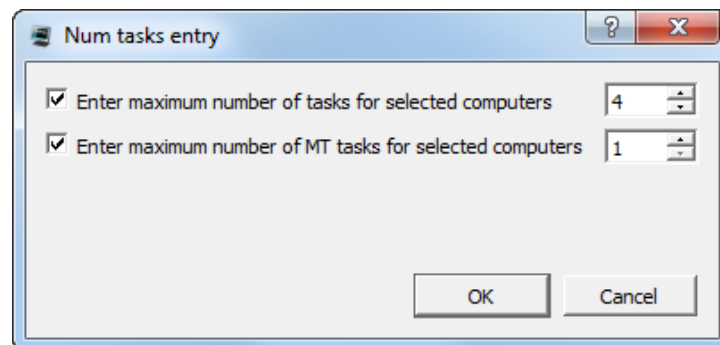 Num tasks entry
Enter maximum number of tasks for selected computers 4
Enter maximum number of MT tasks for selected computers 1
OK Cancel